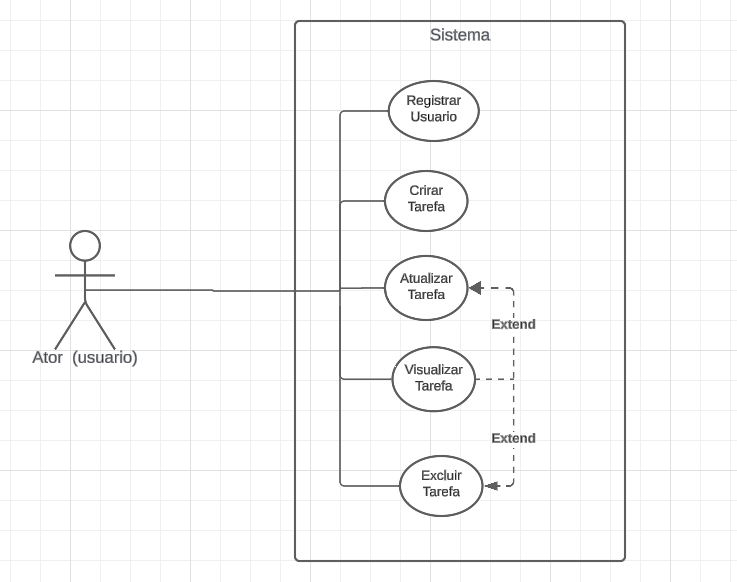 Sistema
Registrar
Usuario
Crirar
Tarefa
Atualizar
Tarefa
Extend
Ator (usuario)
Visualizar
Tarefa
Extend
Excluir
Tarefa